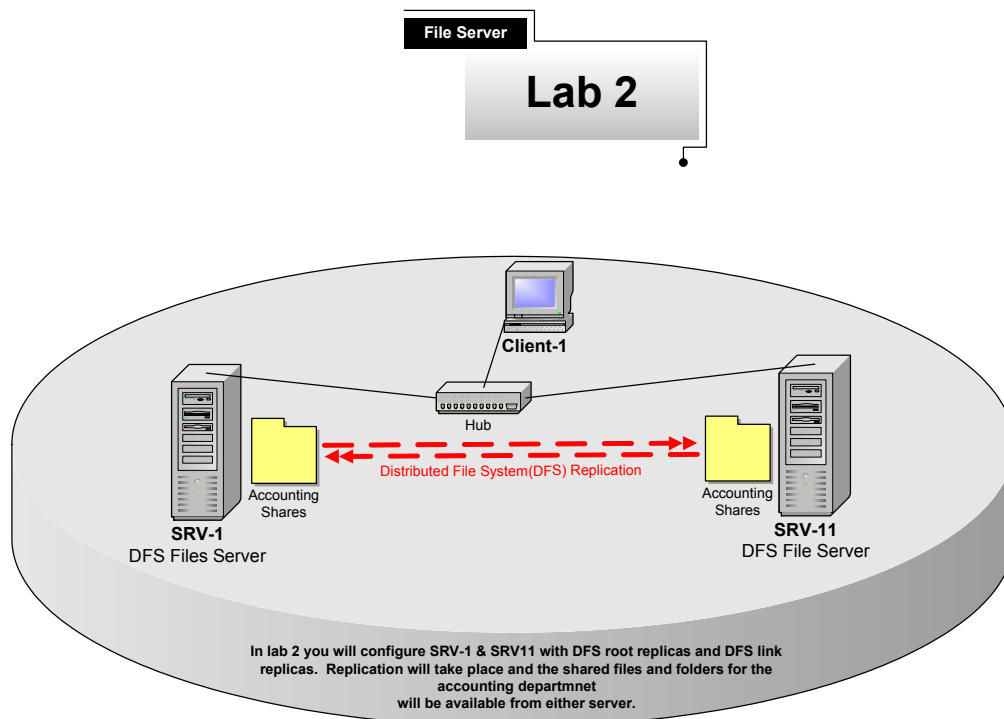 File Server
Lab 2
Client-1
Hub
Distributed File System(DFS) Replication
Accounting
Shares
Accounting
Shares
SRV-1
DFS Files Server
SRV-11
DFS File Server
In lab 2 you will configure SRV-1 & SRV11 with DFS root replicas and DFS link
replicas. Replication will take place and the shared files and folders for the
accounting departmnet
will be available from either server.